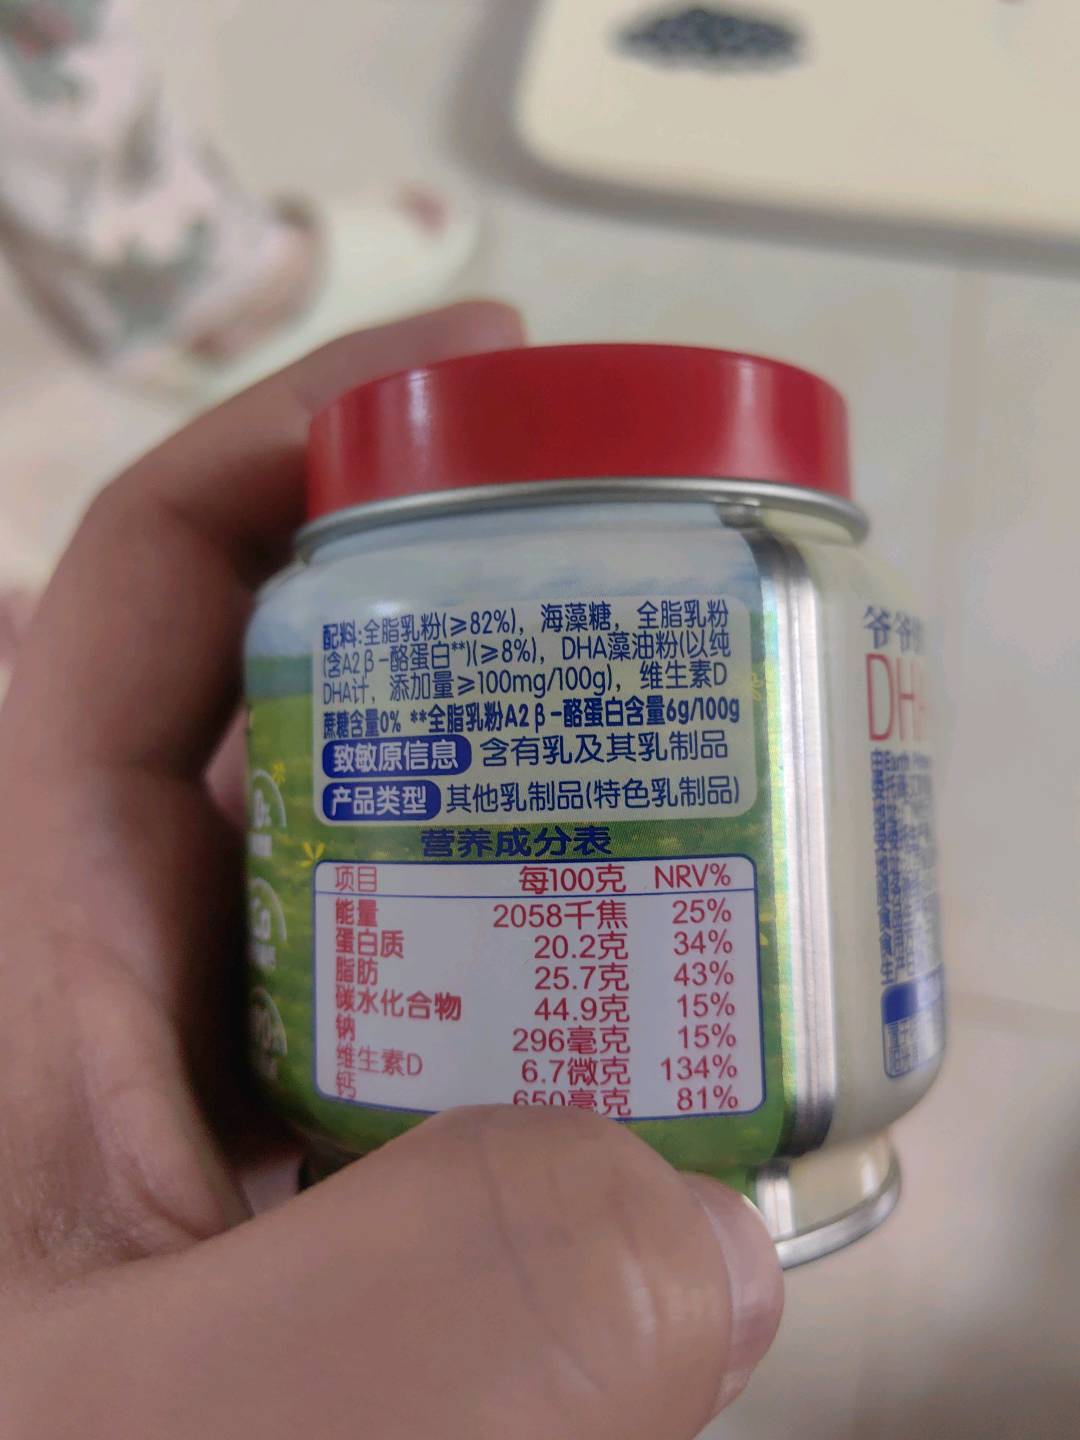 配料:全脂乳粉(≥82%)，海藻糖，全脂乳粉
(含A2β-酪蛋白**)(≥8%)，DHA藻油粉(以纯
DHA计，添加量≥100mg/100g)，维生素D
蔗糖含量0% **全脂乳粉A2β-酪蛋白含量6g/100g
致敏原信息 含有乳及其乳制品
产品类型 其他乳制品(特色乳制品)
营养成分表
项目 每100克 NRV%
能量 2058千焦 25%
蛋白质 20.2克 34%
脂肪 25.7克 43%
碳水化合物 44.9克 15%
钠 296毫克 15%
维生素D 6.7微克 134%
钙 650毫克 81%
爷爷
DH